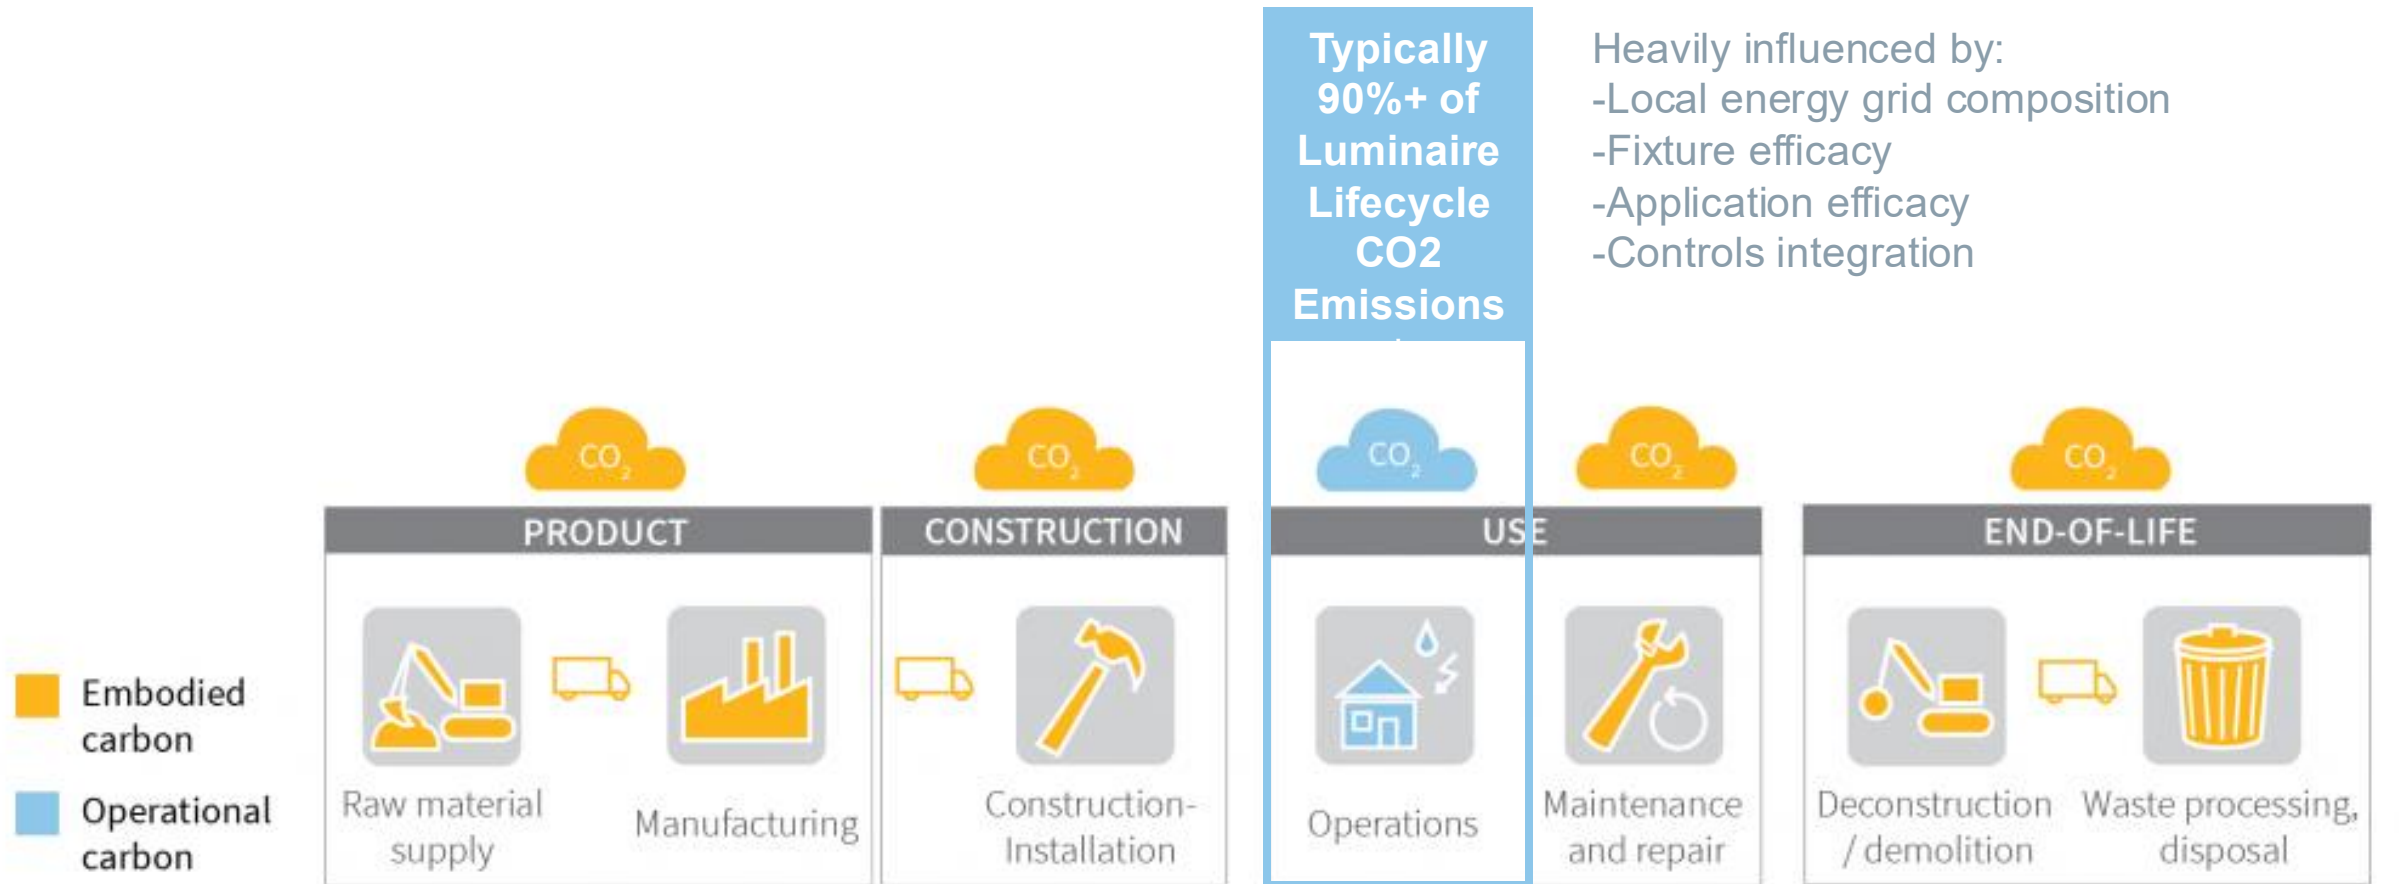 Typically
90%+ of
Luminaire
Lifecycle
CO2
Emissions
Heavily influenced by:
-Local energy grid composition
-Fixture efficacy
-Application efficacy
-Controls integration
CO₂
CO₂
CO₂
CO₂
CO₂
PRODUCT
CONSTRUCTION
USE
END-OF-LIFE
Embodied
carbon
Operational
carbon
Raw material
supply
Manufacturing
Construction-
Installation
Operations
Maintenance
and repair
Deconstruction
/ demolition
Waste processing,
disposal